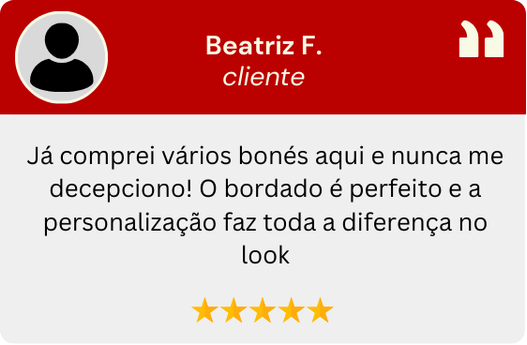 Beatriz F.
cliente
Já comprei vários bonés aqui e nunca me
decepciono! O bordado é perfeito e a
personalização faz toda a diferença no
look